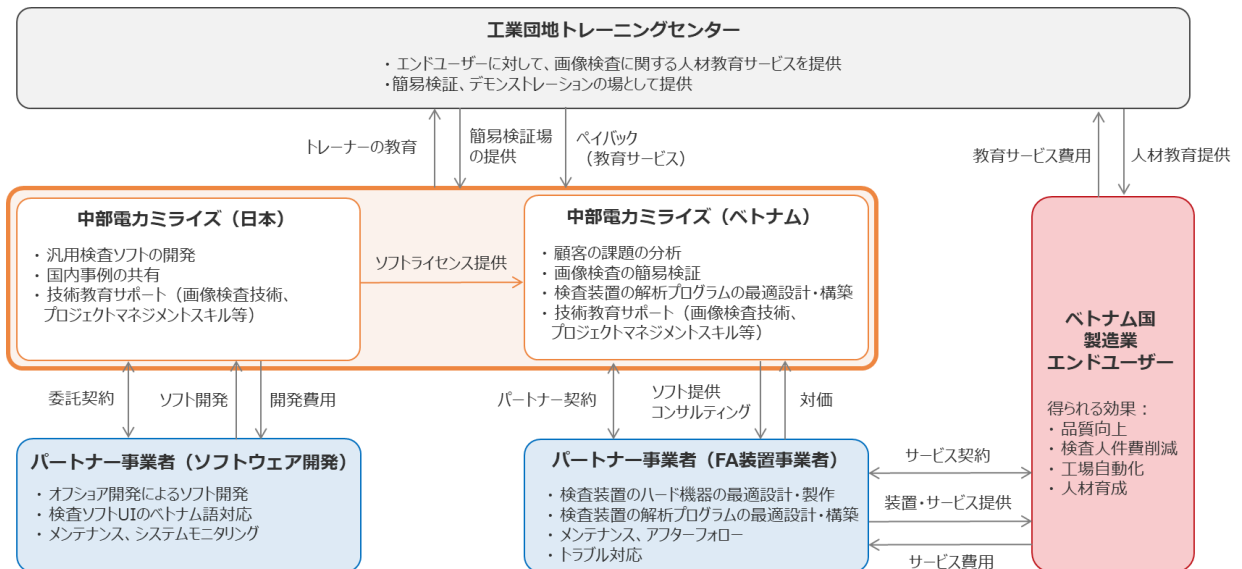 工業団地トレーニングセンター
・エンドユーザーに対して、画像検査に関する人材教育サービスを提供
・簡易検証、デモンストレーションの場として提供
トレーナーの教育
簡易検証場
の提供
ペイバック
（教育サービス）
教育サービス費用
人材教育提供
中部電力ミライズ（日本）
・汎用検査ソフトの開発
・国内事例の共有
・技術教育サポート（画像検査技術、
プロジェクトマネジメントスキル等）
ソフトライセンス提供
中部電力ミライズ（ベトナム）
・顧客の課題の分析
・画像検査の簡易検証
・検査装置の解析プログラムの最適設計・構築
・技術教育サポート（画像検査技術、
プロジェクトマネジメントスキル等）
ベトナム国
製造業
エンドユーザー
得られる効果：
・品質向上
・検査人件費削減
・工場自動化
・人材育成
委託契約
ソフト開発
開発費用
パートナー契約
ソフト提供
コンサルティング
対価
パートナー事業者（ソフトウェア開発）
・オフショア開発によるソフト開発
・検査ソフトUIのベトナム語対応
・メンテナンス、システムモニタリング
パートナー事業者（FA装置事業者）
・検査装置のハード機器の最適設計・製作
・検査装置の解析プログラムの最適設計・構築
・メンテナンス、アフターフォロー
・トラブル対応
サービス契約
装置・サービス提供
サービス費用